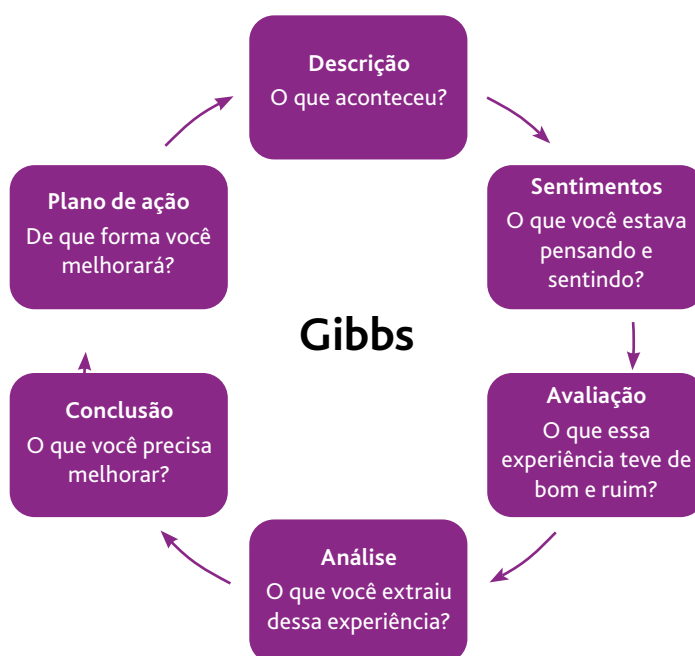 Descrição
O que aconteceu?
Sentimentos
O que você estava
pensando e
sentindo?
Avaliação
O que essa
experiência teve de
bom e ruim?
Análise
O que você extraiu
dessa experiência?
Conclusão
O que você precisa
melhorar?
Plano de ação
De que forma você
melhorará?
Gibbs